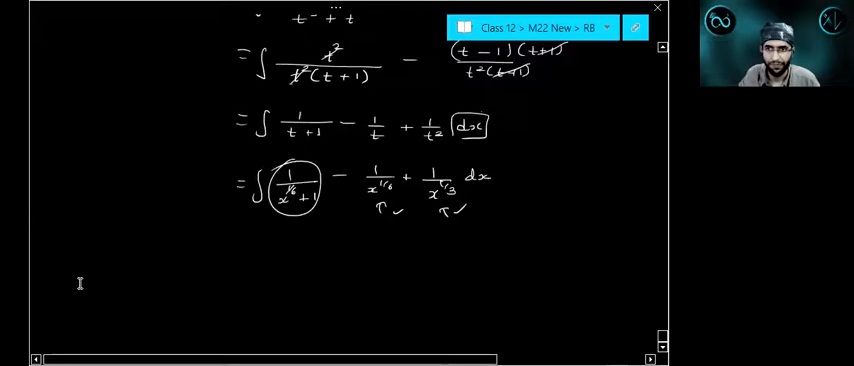 t² + t
Class 12 > M22 New > RB
= ∫ t² / t²(t+1) − (t−1)(t+1) / t²(t+1)
= ∫ 1/(t+1) − 1/t + 1/t² dx
= ∫ 1/(x^{1/6}+1) − 1/x^{1/6} + 1/x^{1/3} dx